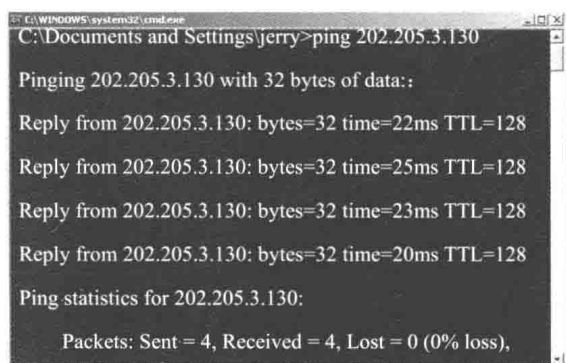 C:\WINDOWS\system32\cmd.exe
C:\Documents and Settings\jerry>ping 202.205.3.130
Pinging 202.205.3.130 with 32 bytes of data:：
Reply from 202.205.3.130: bytes=32 time=22ms TTL=128
Reply from 202.205.3.130: bytes=32 time=25ms TTL=128
Reply from 202.205.3.130: bytes=32 time=23ms TTL=128
Reply from 202.205.3.130: bytes=32 time=20ms TTL=128
Ping statistics for 202.205.3.130:
Packets: Sent = 4, Received = 4, Lost = 0 (0% loss),